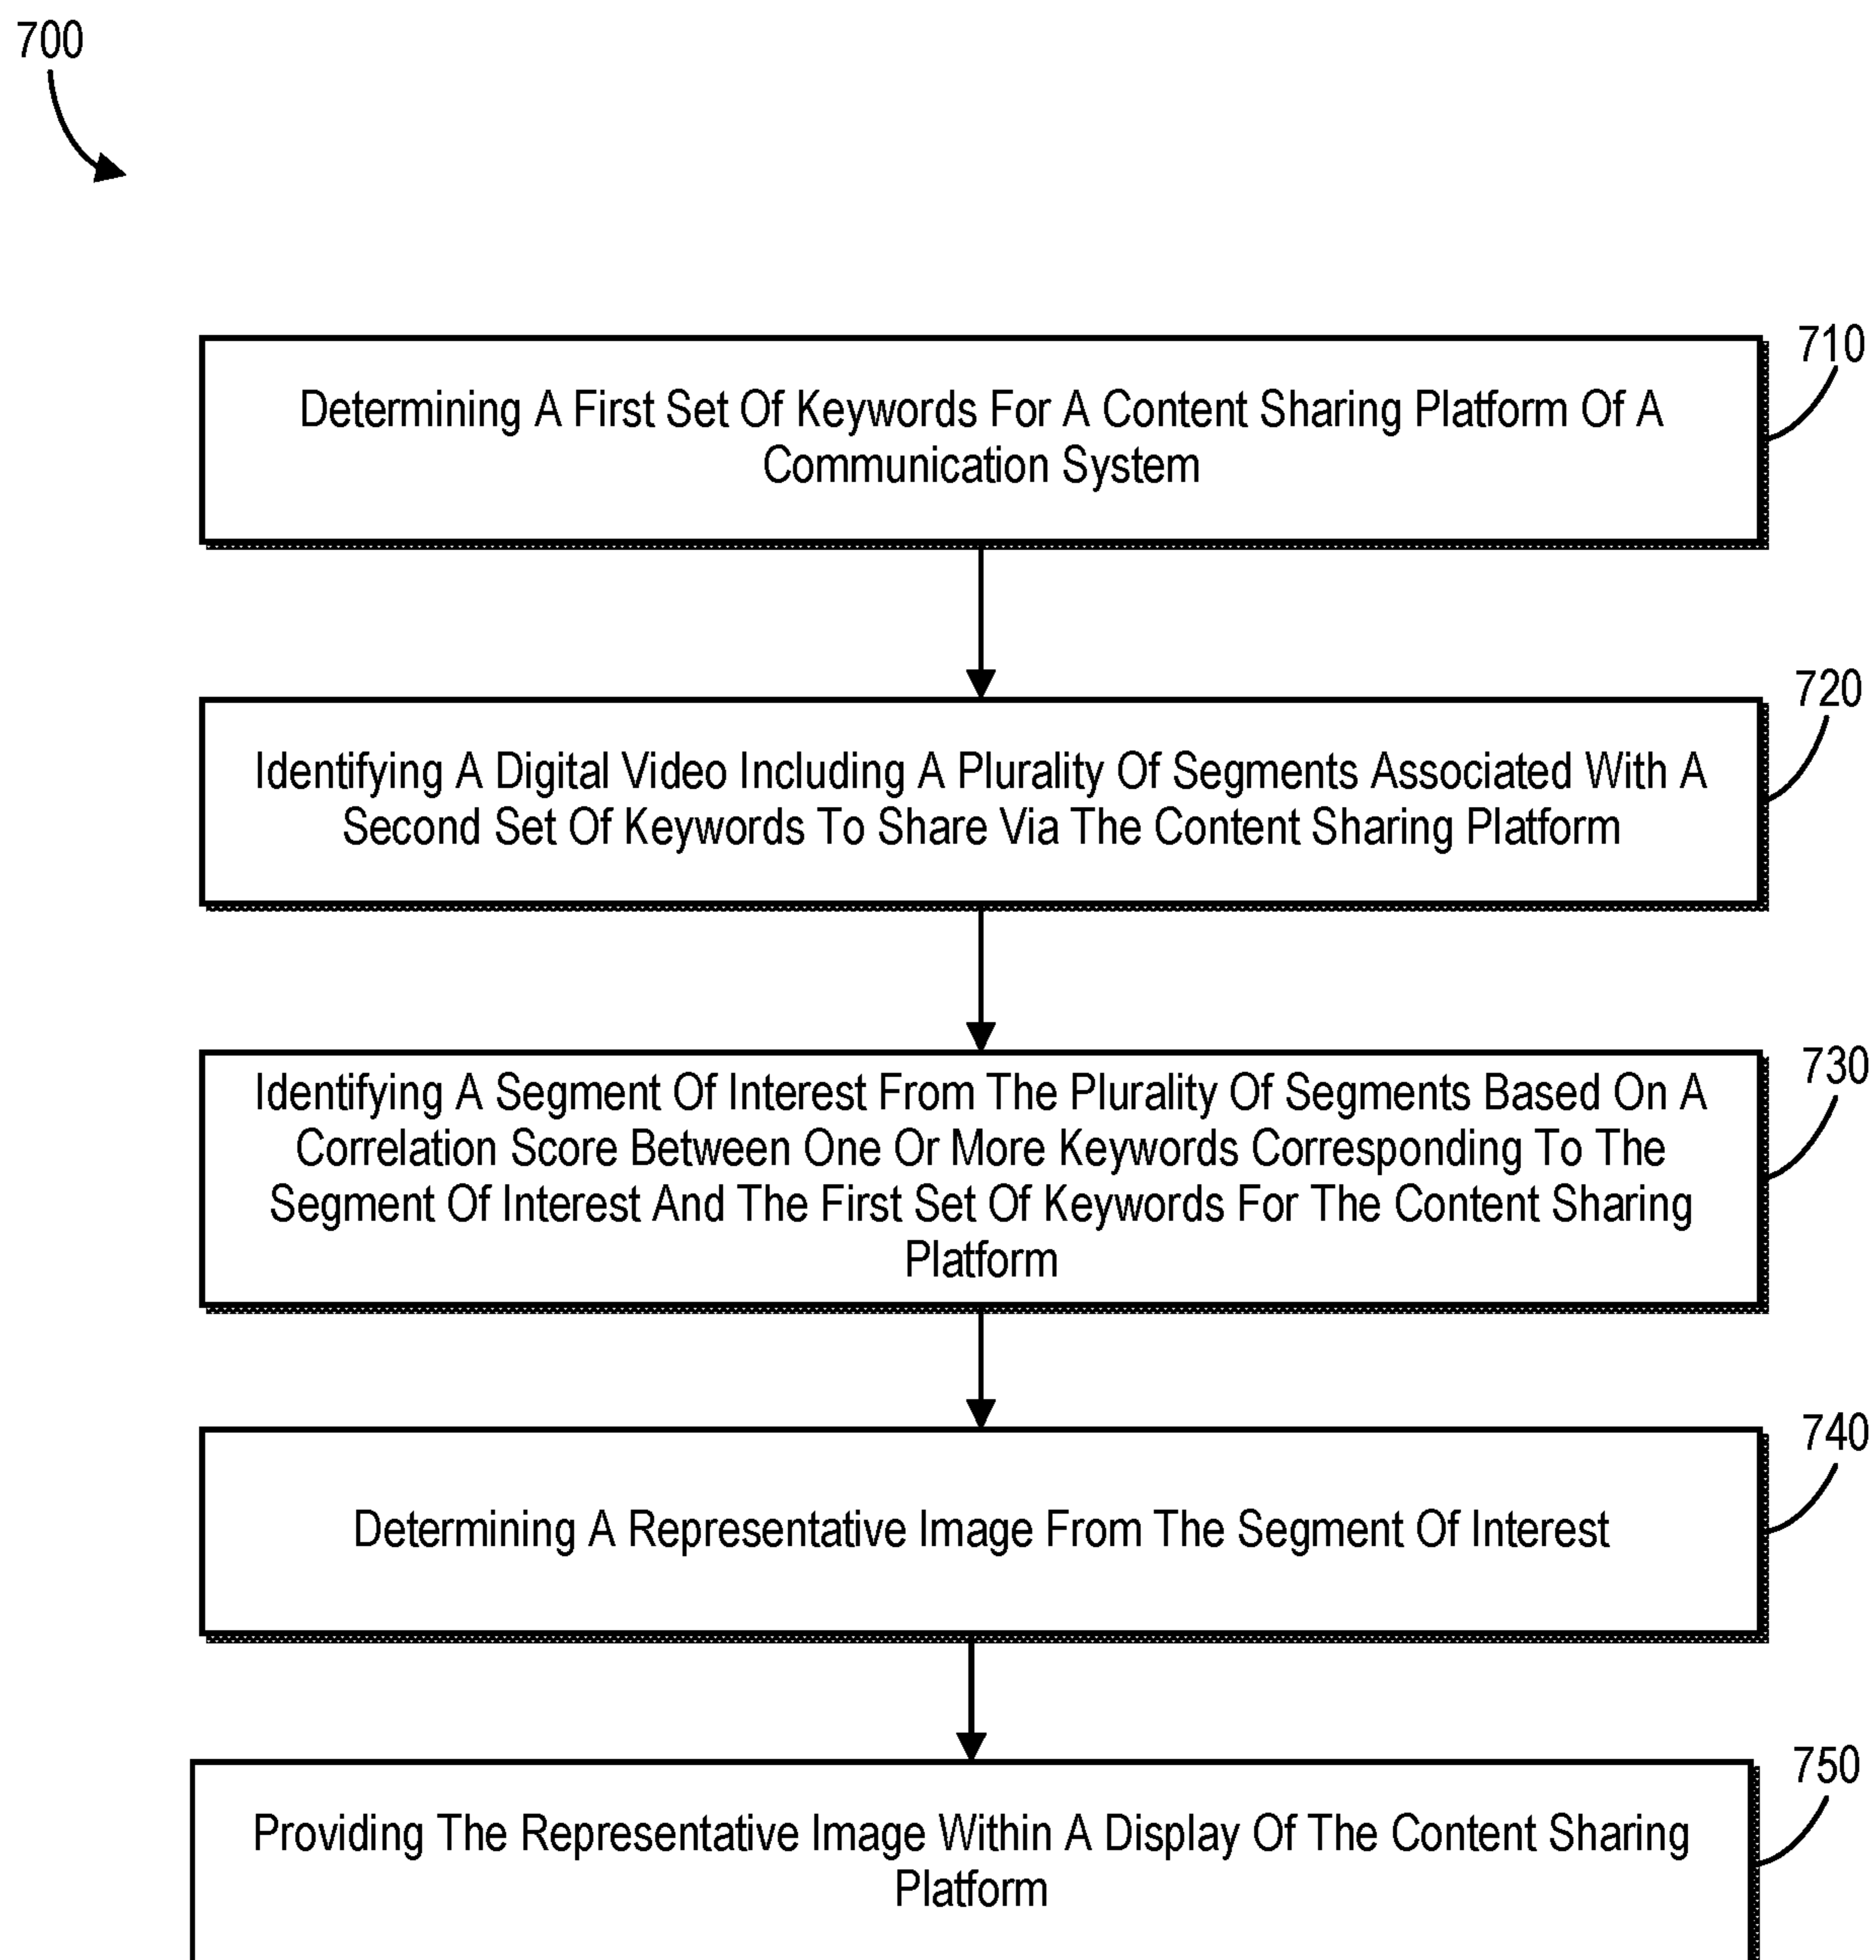 700
710
Determining A First Set Of Keywords For A Content Sharing Platform Of A
Communication System
720
Identifying A Digital Video Including A Plurality Of Segments Associated With A
Second Set Of Keywords To Share Via The Content Sharing Platform
730
Identifying A Segment Of Interest From The Plurality Of Segments Based On A
Correlation Score Between One Or More Keywords Corresponding To The
Segment Of Interest And The First Set Of Keywords For The Content Sharing
Platform
740
Determining A Representative Image From The Segment Of Interest
750
Providing The Representative Image Within A Display Of The Content Sharing
Platform